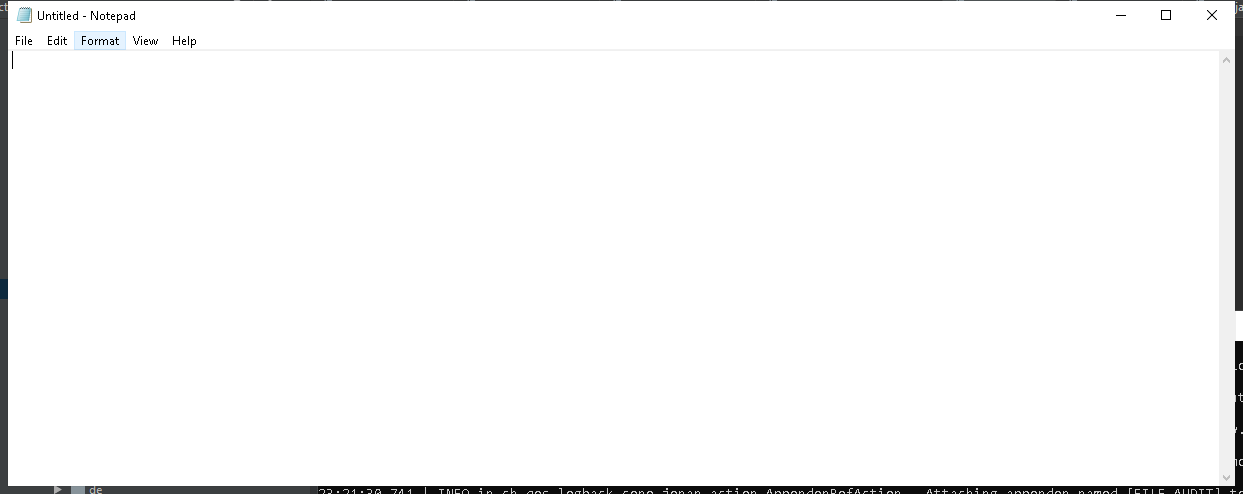 Untitled - Notepad
File Edit Format View Help
de
23:21:30,741 | INFO in ch.qos.logback.core.joran.action.AppenderRefAction - Attaching appender named [FILE_AUDIT] t